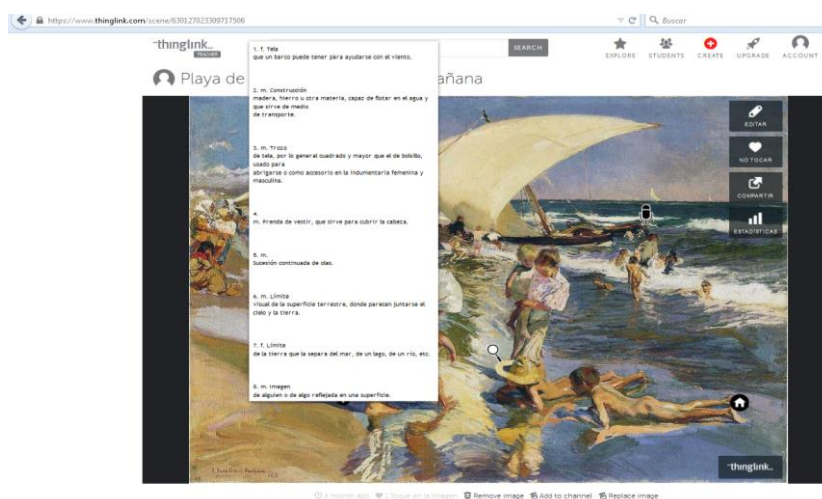 https://www.thinglink.com/scene/630127023309717506
Buscar
thinglink..
TEACHER
SEARCH
EXPLORE
STUDENTS
CREATE
UPGRADE
ACCOUNT
Playa de
añana
1. f. Tela
que un barco puede tener para ayudarse con el viento.
2. m. Construcción
madera, hierro u otra materia, capaz de flotar en el agua y
que sirve de medio
de transporte.
3. m. Trozo
de tela, por lo general cuadrado y mayor que el de bolsillo,
usado para
abrigarse o como accesorio en la indumentaria femenina y
masculina.
4.
m. Prenda de vestir, que sirve para cubrir la cabeza.
5. m.
Sucesión continuada de olas.
6. m. Límite
visual de la superficie terrestre, donde parecen juntarse el
cielo y la tierra.
7. f. Límite
de la tierra que la separa del mar, de un lago, de un río, etc.
8. m. Imagen
de alguien o de algo reflejada en una superficie.
EDITAR
NO TOCAR
COMPARTIR
ESTADÍSTICAS
thinglink..
A month ago
1 Toque en la imagen
Remove image
Add to channel
Replace image